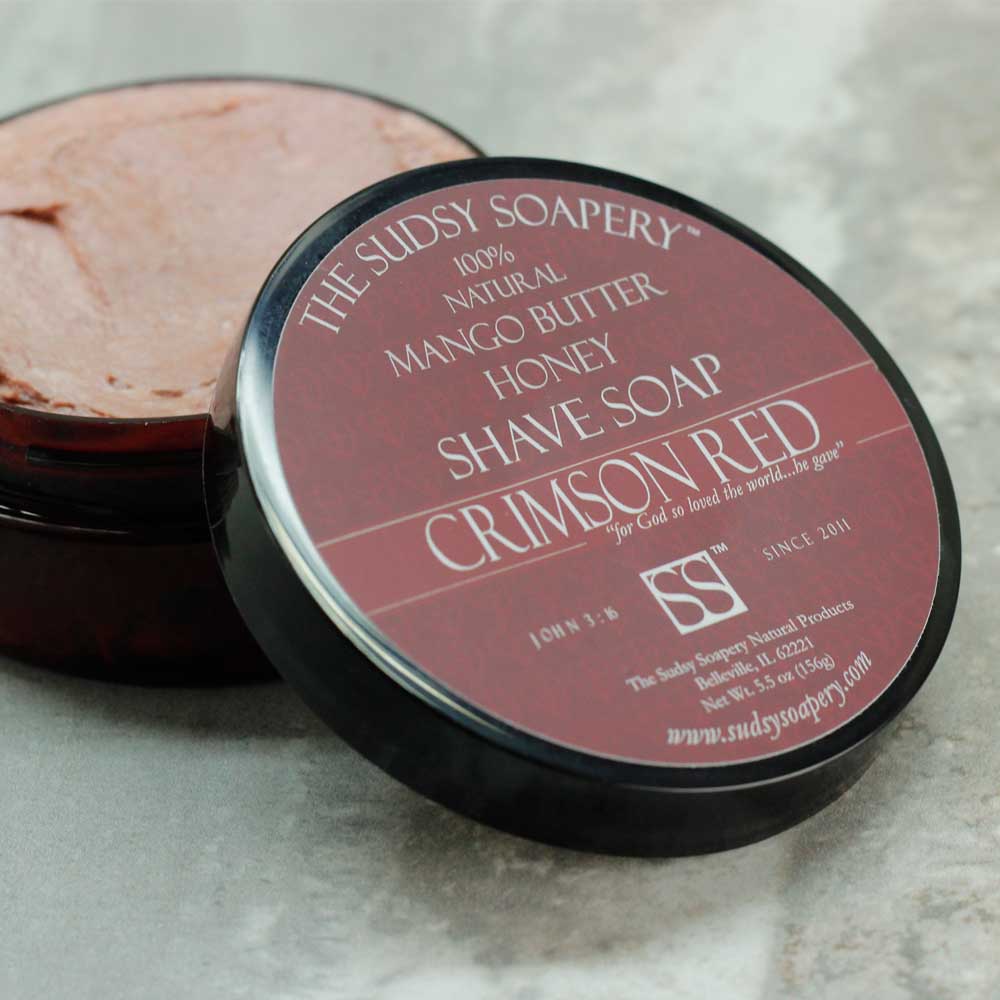 THE SUDSY SOAPERY™
100%
NATURAL
MANGO BUTTER
HONEY
SHAVE SOAP
CRIMSON RED
“for God so loved the world...he gave”
JOHN 3:16
SS™
SINCE 2011
The Sudsy Soapery Natural Products
Belleville, IL 62221
Net Wt. 5.5 oz (156g)
www.sudsysoapery.com